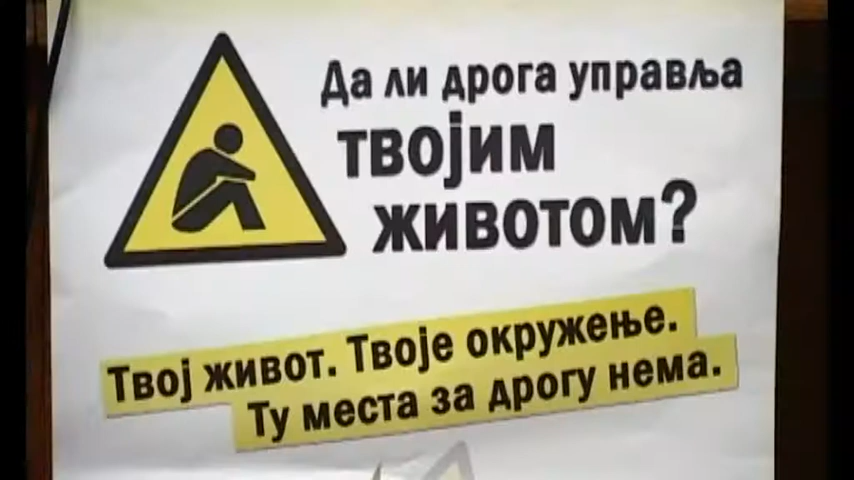 Да ли дрога управља
твојим
животом?
Твој живот. Твоје окружење.
Ту места за дрогу нема.